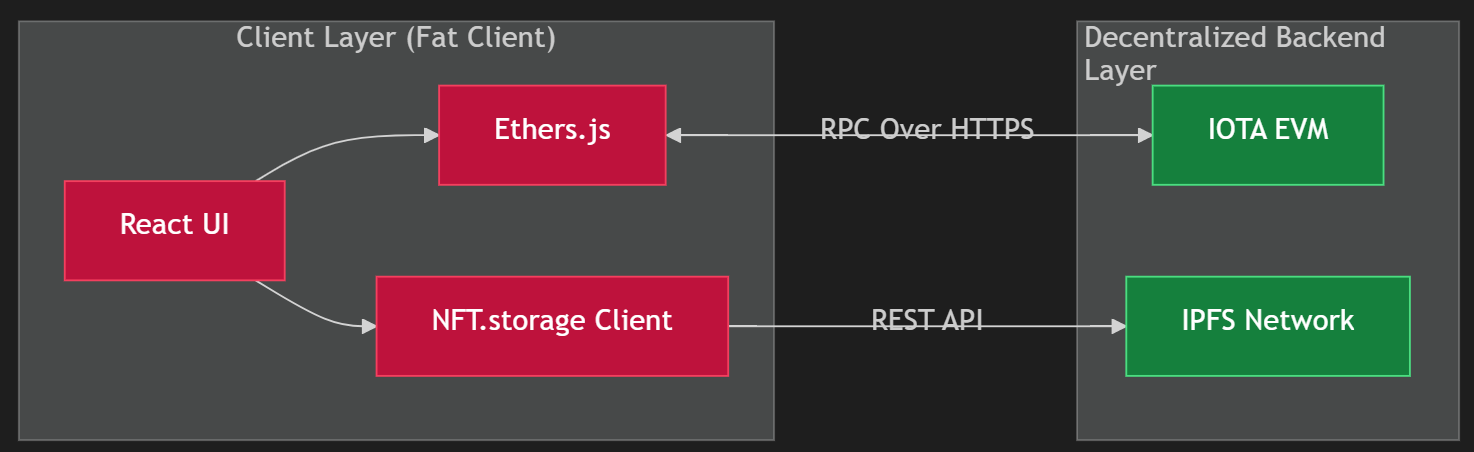 Client Layer (Fat Client)
Decentralized Backend
Layer
Ethers.js
RPC Over HTTPS
IOTA EVM
React UI
NFT.storage Client
REST API
IPFS Network